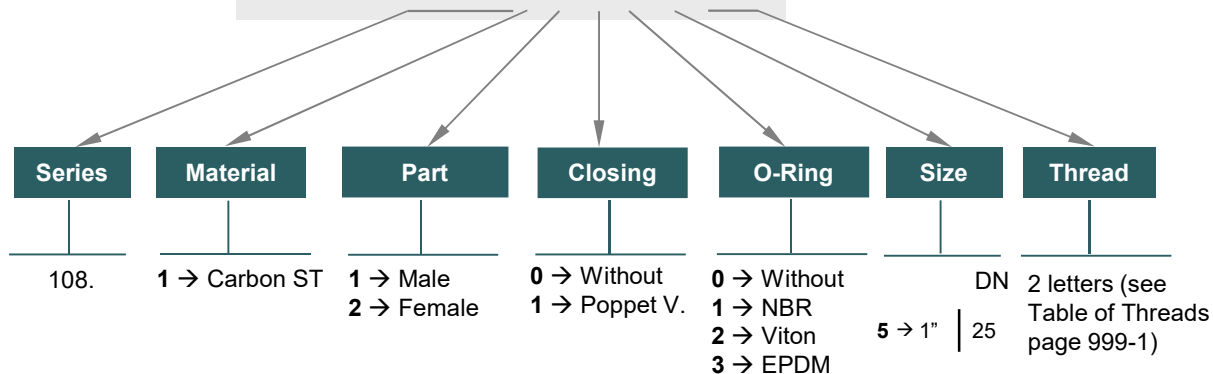 Series
Material
Part
Closing
O-Ring
Size
Thread
108.
1 → Carbon ST
1 → Male
2 → Female
0 → Without
1 → Poppet V.
0 → Without
1 → NBR
2 → Viton
3 → EPDM
DN
5 → 1” | 25
2 letters (see
Table of Threads
page 999-1)